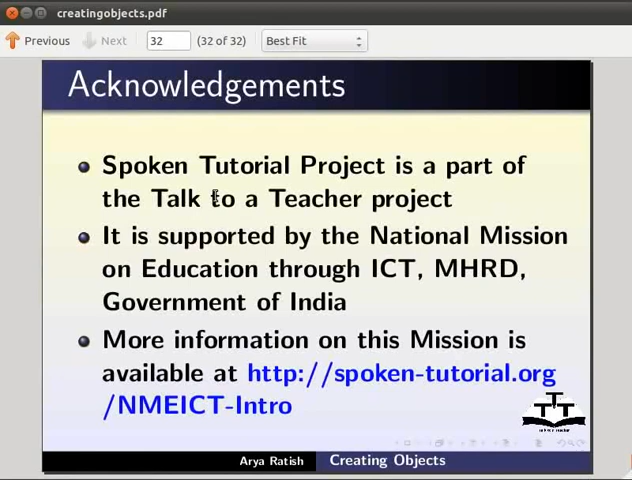 creatingobjects.pdf
Previous Next 32 (32 of 32) Best Fit
Acknowledgements
Spoken Tutorial Project is a part of
the Talk to a Teacher project
It is supported by the National Mission
on Education through ICT, MHRD,
Government of India
More information on this Mission is
available at http://spoken-tutorial.org
/NMEICT-Intro
Arya Ratish Creating Objects